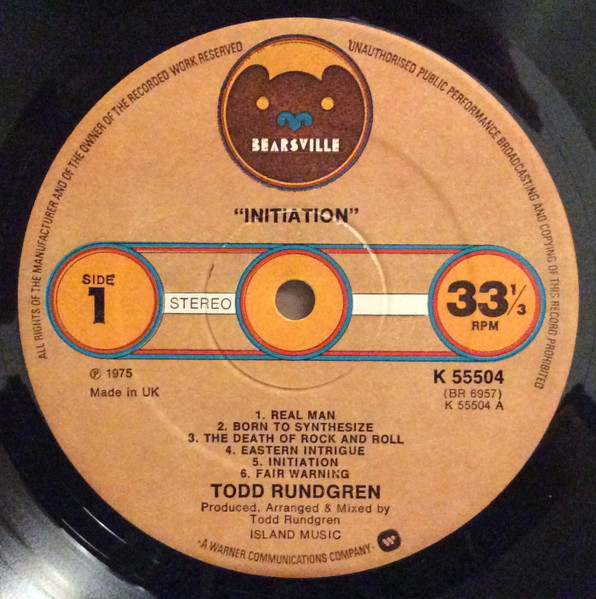 ALL RIGHTS OF THE MANUFACTURER AND OF THE OWNER OF THE RECORDED WORK RESERVED
UNAUTHORISED PUBLIC PERFORMANCE BROADCASTING AND COPYING OF THIS RECORD PROHIBITED
BEARSVILLE
"INITIATION"
SIDE
1
STEREO
33 1/3
RPM
℗ 1975
Made in UK
K 55504
(BR 6957)
K 55504 A
1. REAL MAN
2. BORN TO SYNTHESIZE
3. THE DEATH OF ROCK AND ROLL
4. EASTERN INTRIGUE
5. INITIATION
6. FAIR WARNING
TODD RUNDGREN
Produced, Arranged & Mixed by
Todd Rundgren
ISLAND MUSIC
·A WARNER COMMUNICATIONS COMPANY·